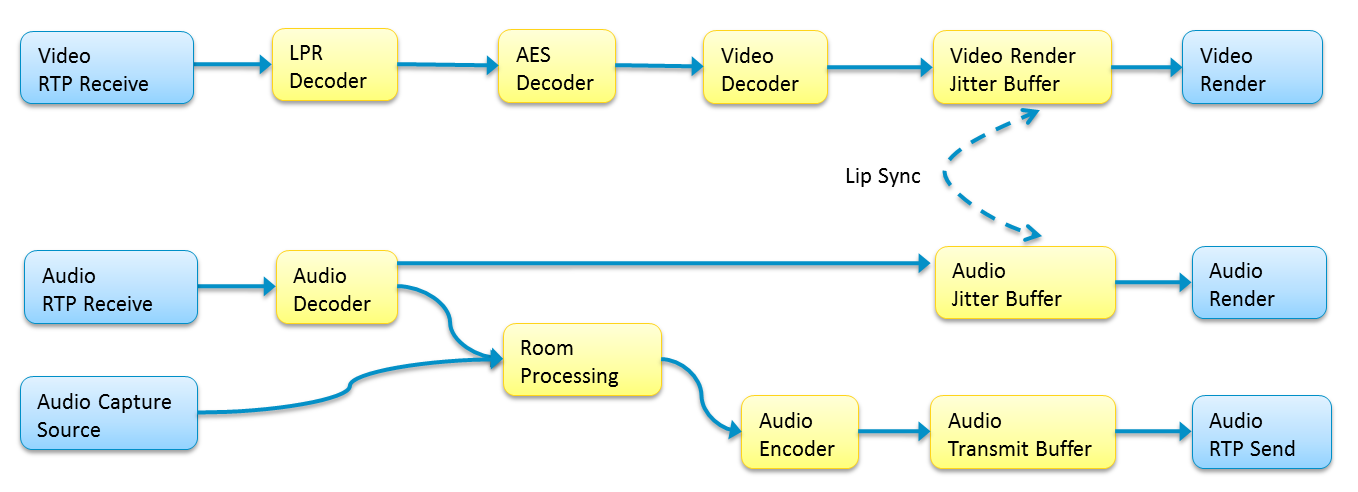 Video
RTP Receive
LPR
Decoder
AES
Decoder
Video
Decoder
Video Render
Jitter Buffer
Video
Render
Lip Sync
Audio
RTP Receive
Audio
Decoder
Audio
Jitter Buffer
Audio
Render
Room
Processing
Audio Capture
Source
Audio
Encoder
Audio
Transmit Buffer
Audio
RTP Send